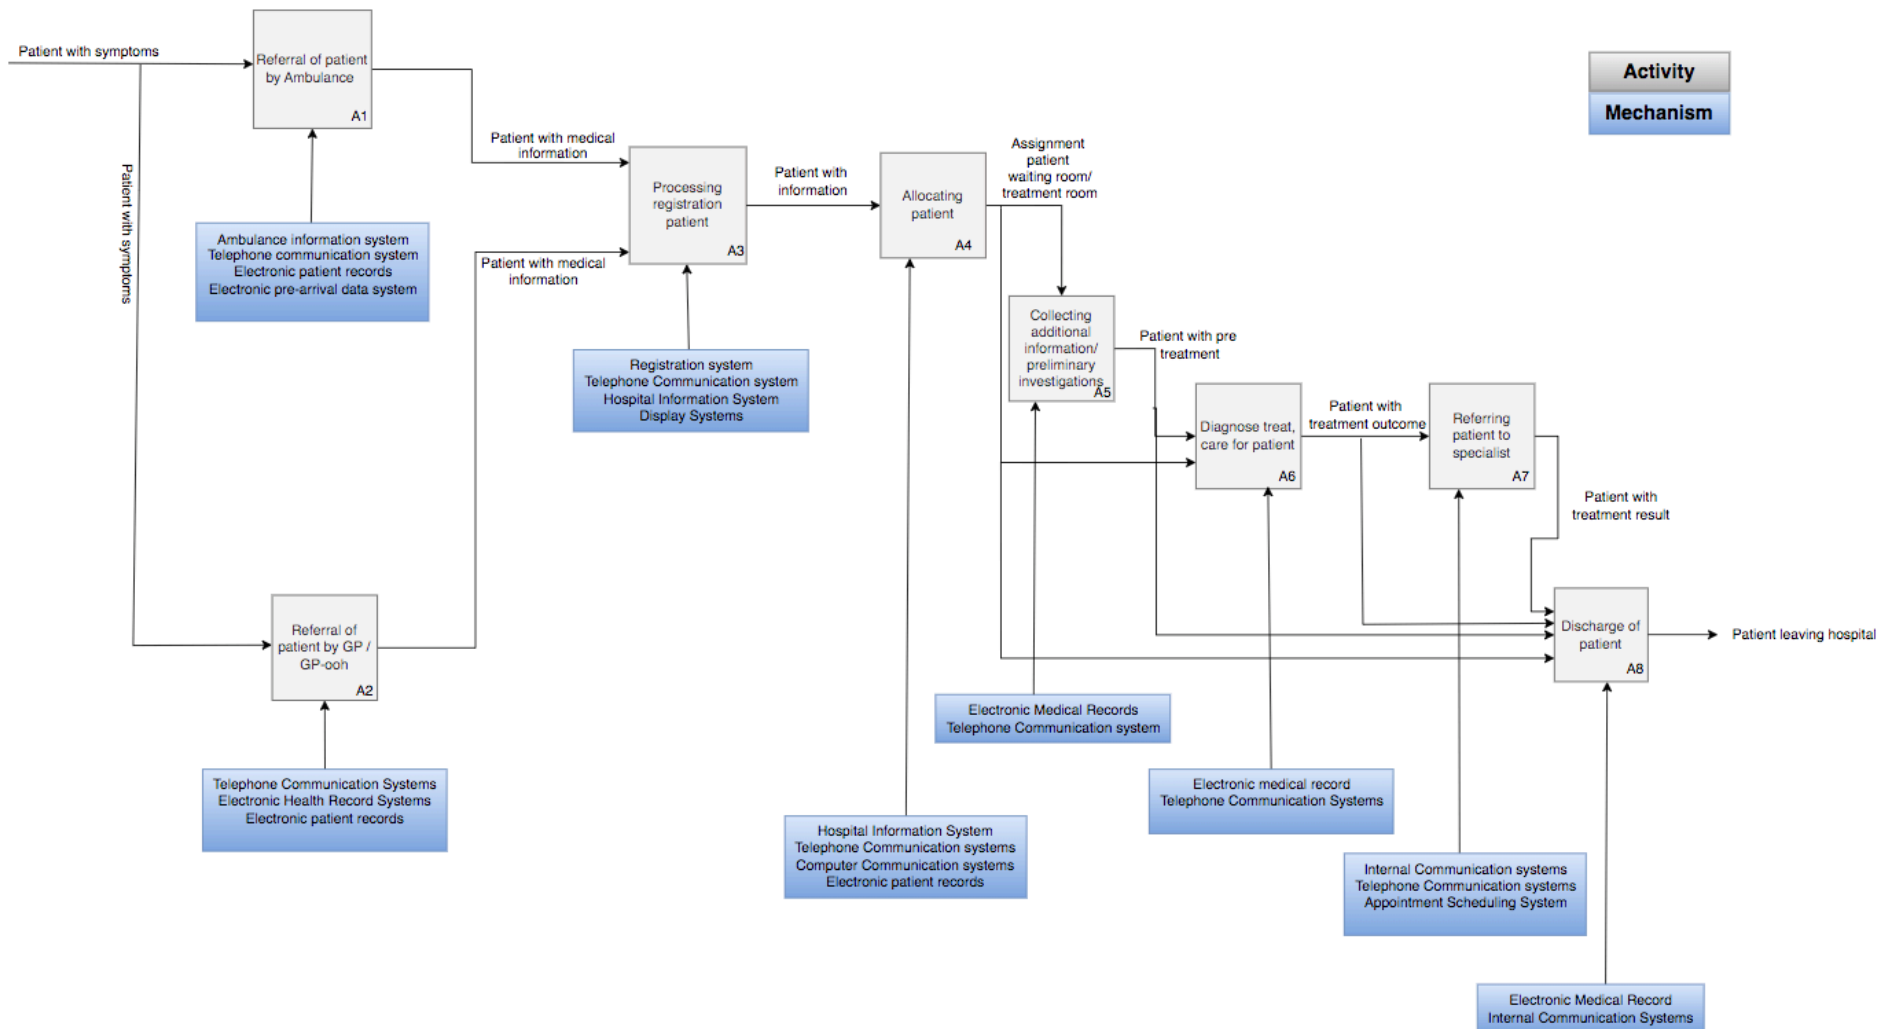 Patient with symptoms
Referral of patient
by Ambulance
A1
Activity
Mechanism
Patient with symptoms
Patient with medical
information
Assignment
patient
waiting room/
treatment room
Processing
registration
patient
A3
Patient with
information
Allocating
patient
A4
Ambulance information system
Telephone communication system
Electronic patient records
Electronic pre-arrival data system
Patient with medical
information
Collecting
additional
information/
preliminary
investigations
A5
Patient with pre
treatment
Registration system
Telephone Communication system
Hospital Information System
Display Systems
Diagnose treat,
care for patient
A6
Patient with
treatment outcome
Referring
patient to
specialist
A7
Patient with
treatment result
Referral of
patient by GP /
GP-ooh
A2
Discharge of
patient
A8
Patient leaving hospital
Electronic Medical Records
Telephone Communication system
Telephone Communication Systems
Electronic Health Record Systems
Electronic patient records
Electronic medical record
Telephone Communication Systems
Hospital Information System
Telephone Communication systems
Computer Communication systems
Electronic patient records
Internal Communication systems
Telephone Communication systems
Appointment Scheduling System
Electronic Medical Record
Internal Communication Systems